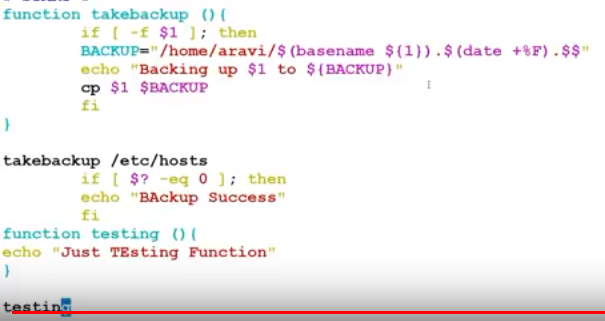 function takebackup (){
if [ -f $1 ]; then
BACKUP="/home/aravi/$(basename ${1}).$(date +%F).$$"
echo "Backing up $1 to ${BACKUP}"
cp $1 $BACKUP
fi
}
takebackup /etc/hosts
if [ $? -eq 0 ]; then
echo "BAckup Success"
fi
function testing (){
echo "Just TEsting Function"
}
testing